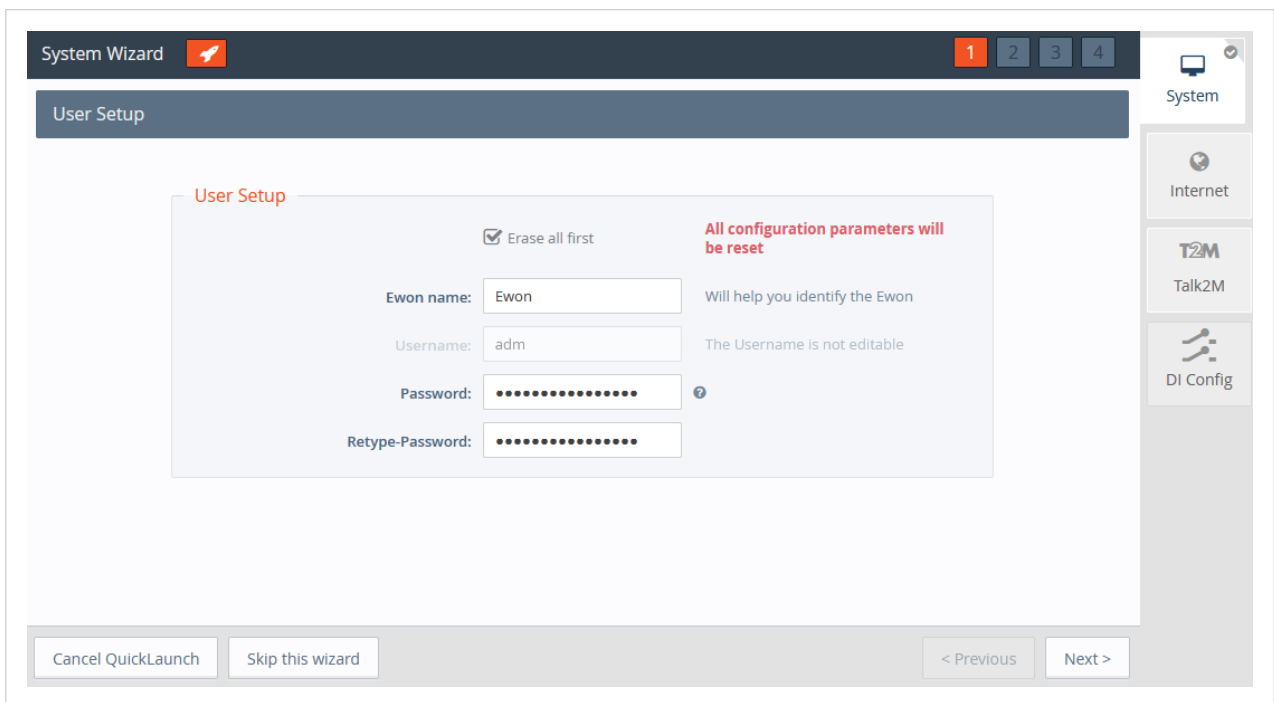 System Wizard
1 2 3 4
System
User Setup
Internet
User Setup
Erase all first
All configuration parameters will
be reset
T2M
Talk2M
Ewon name:
Ewon
Will help you identify the Ewon
Username:
adm
The Username is not editable
DI Config
Password:
••••••••••••••••
?
Retype-Password:
••••••••••••••••
Cancel QuickLaunch
Skip this wizard
< Previous
Next >